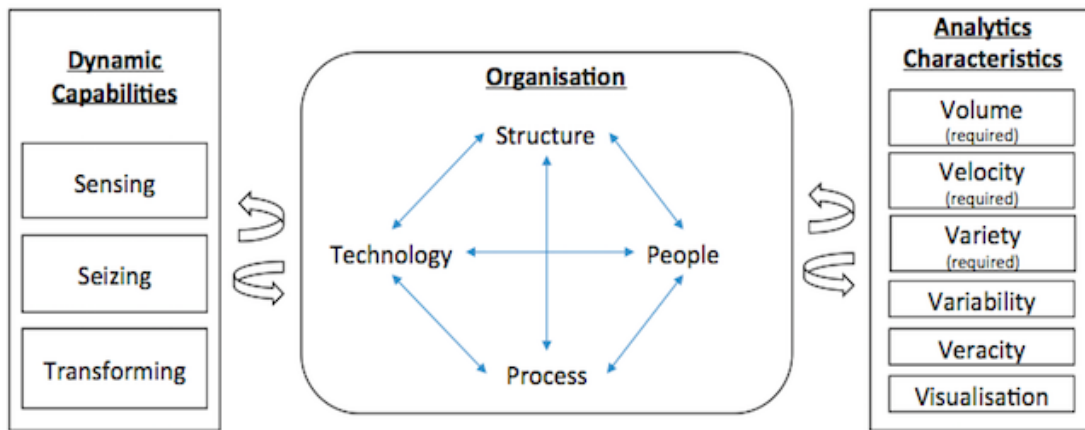 Dynamic
Capabilities
Sensing
Seizing
Transforming
Organisation
Structure
Technology
People
Process
Analytics
Characteristics
Volume
(required)
Velocity
(required)
Variety
(required)
Variability
Veracity
Visualisation